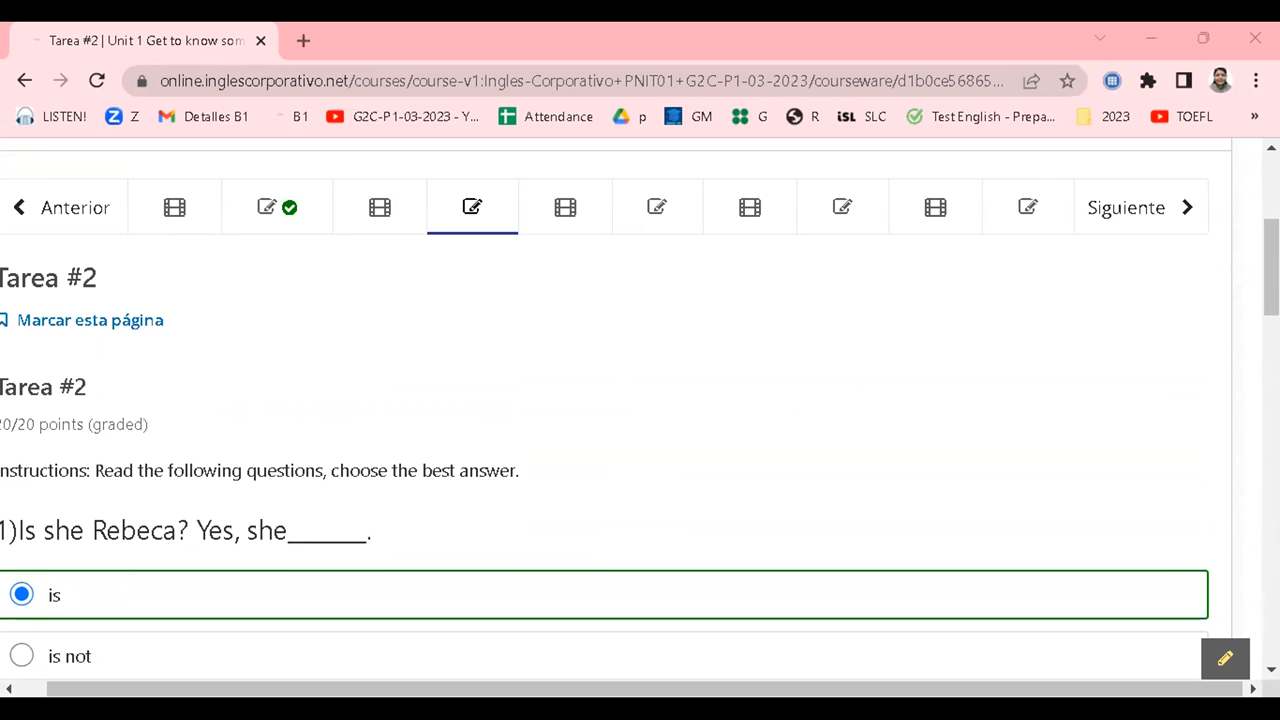 Tarea #2 | Unit 1 Get to know som
online.inglescorporativo.net/courses/course-v1:Ingles-Corporativo+PNIT01+G2C-P1-03-2023/courseware/d1b0ce56865...
LISTEN! Z Detalles B1 B1 G2C-P1-03-2023 - Y... Attendance p GM G R iSL SLC Test English - Prepa... 2023 TOEFL »
Anterior Siguiente
Tarea #2
Marcar esta página
Tarea #2
20/20 points (graded)
nstructions: Read the following questions, choose the best answer.
1)Is she Rebeca? Yes, she______.
is
is not